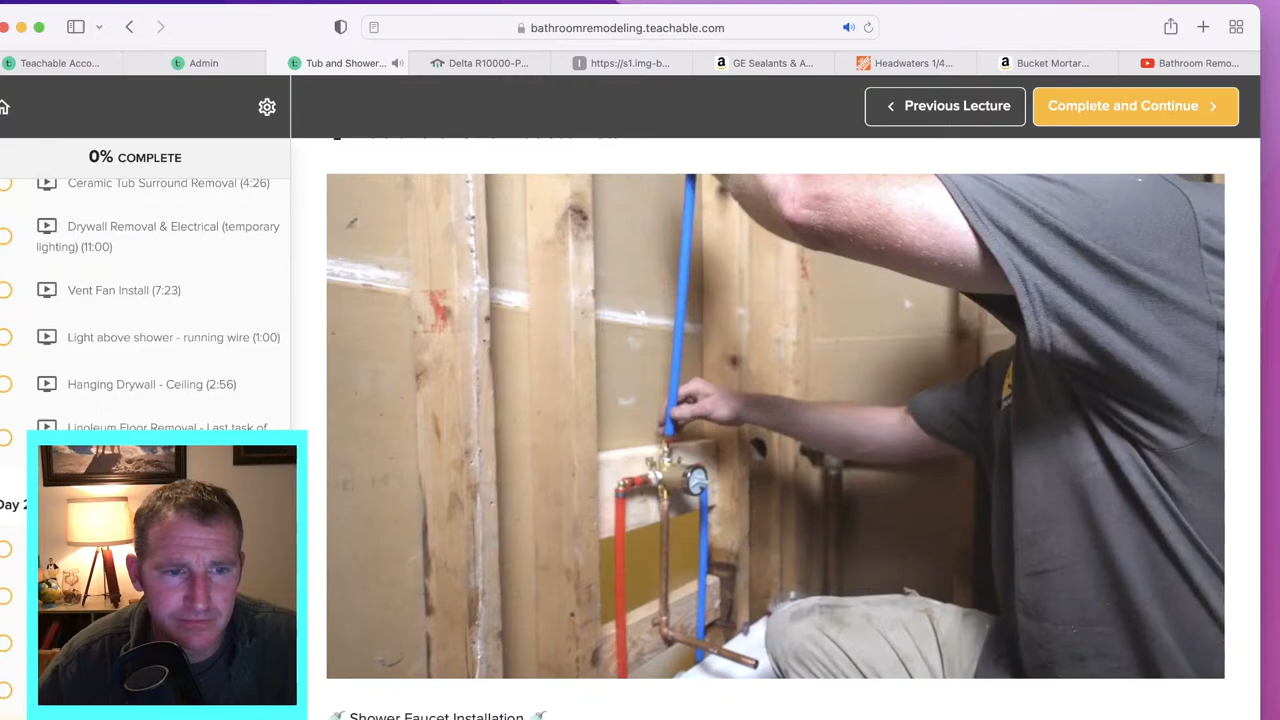 bathroomremodeling.teachable.com
Teachable Acco...
Admin
Tub and Shower...
Delta R10000-P...
https://s1.img-b...
GE Sealants & A...
Headwaters 1/4...
Bucket Mortar...
Bathroom Remo...
Previous Lecture
Complete and Continue
0% COMPLETE
Ceramic Tub Surround Removal (4:26)
Drywall Removal & Electrical (temporary
lighting) (11:00)
Vent Fan Install (7:23)
Light above shower - running wire (1:00)
Hanging Drywall - Ceiling (2:56)
Linoleum Floor Removal - Last task of
Day 2
Shower Faucet Installation